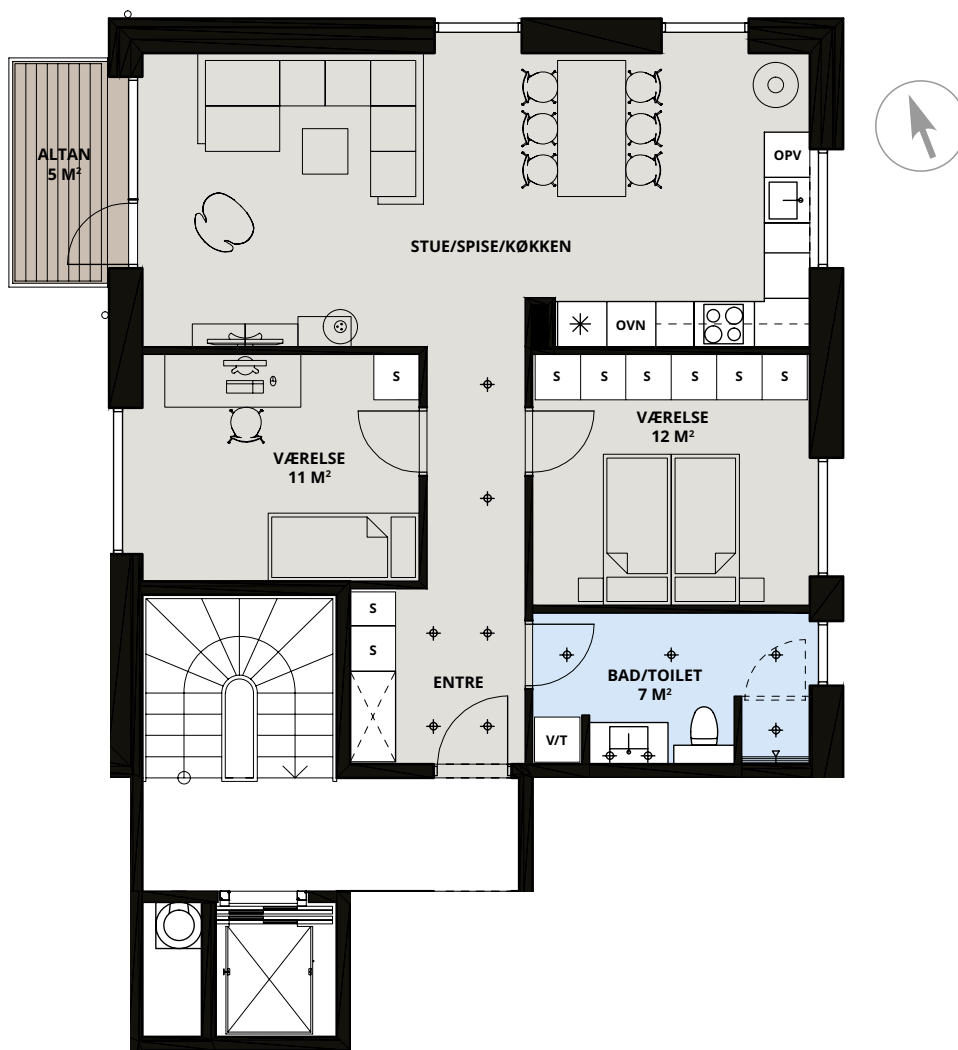 ALTAN
5 M²
OPV
STUE/SPISE/KØKKEN
OVN
S
S
S
S
S
S
S
VÆRELSE
12 M²
VÆRELSE
11 M²
S
S
ENTRE
BAD/TOILET
7 M²
V/T